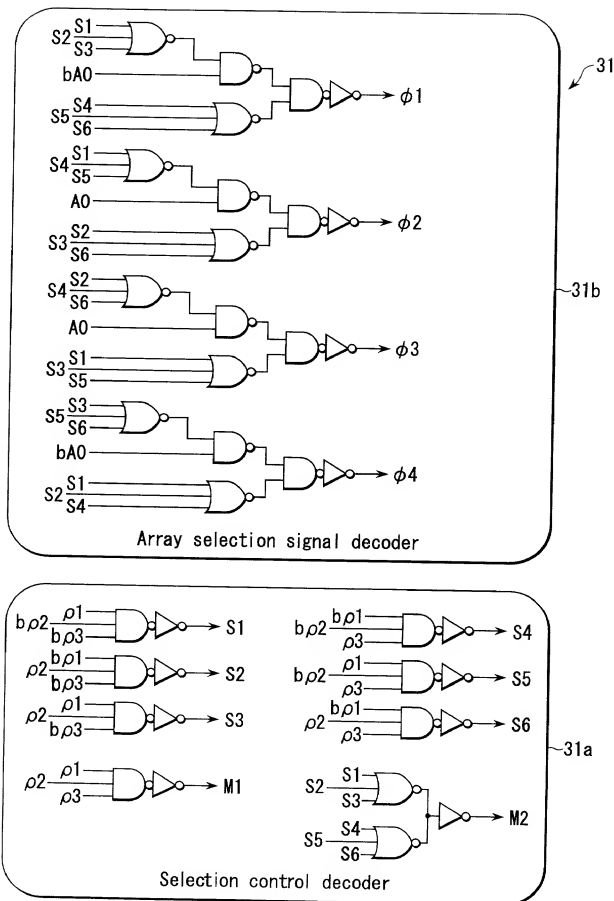 S1
S2
S3
bA0
φ1
S4
S5
S6
31
S1
S4
S5
A0
φ2
S2
S3
S6
31b
S2
S4
S6
A0
φ3
S1
S3
S5
S3
S5
S6
bA0
φ4
S1
S2
S4
Array selection signal decoder
ρ1
bρ2
bρ3
S1
bρ1
ρ2
bρ3
S2
ρ1
ρ2
bρ3
S3
ρ1
ρ2
ρ3
M1
bρ1
bρ2
ρ3
S4
ρ1
bρ2
ρ3
S5
bρ1
ρ2
ρ3
S6
31a
S1
S2
S3
M2
S4
S5
S6
Selection control decoder